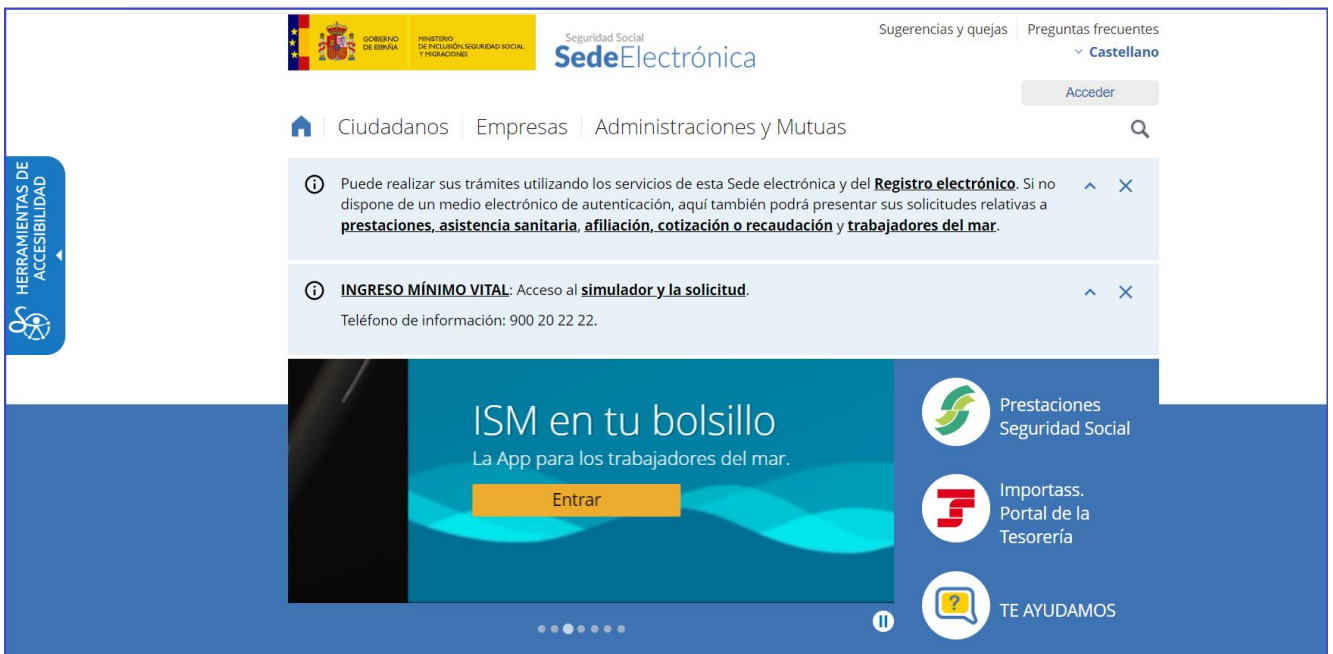 Sugerencias y quejas
Preguntas frecuentes
Castellano
GOBIERNO
DE ESPAÑA
MINISTERIO
DE INCLUSIÓN, SEGURIDAD SOCIAL
Y MIGRACIONES
Seguridad Social
SedeElectrónica
Acceder
Ciudadanos
Empresas
Administraciones y Mutuas
HERRAMIENTAS DE
ACCESIBILIDAD
Puede realizar sus trámites utilizando los servicios de esta Sede electrónica y del Registro electrónico. Si no
dispone de un medio electrónico de autenticación, aquí también podrá presentar sus solicitudes relativas a
prestaciones, asistencia sanitaria, afiliación, cotización o recaudación y trabajadores del mar.
INGRESO MÍNIMO VITAL: Acceso al simulador y la solicitud.
Teléfono de información: 900 20 22 22.
ISM en tu bolsillo
La App para los trabajadores del mar.
Entrar
Prestaciones
Seguridad Social
Importass.
Portal de la
Tesorería
?
TE AYUDAMOS